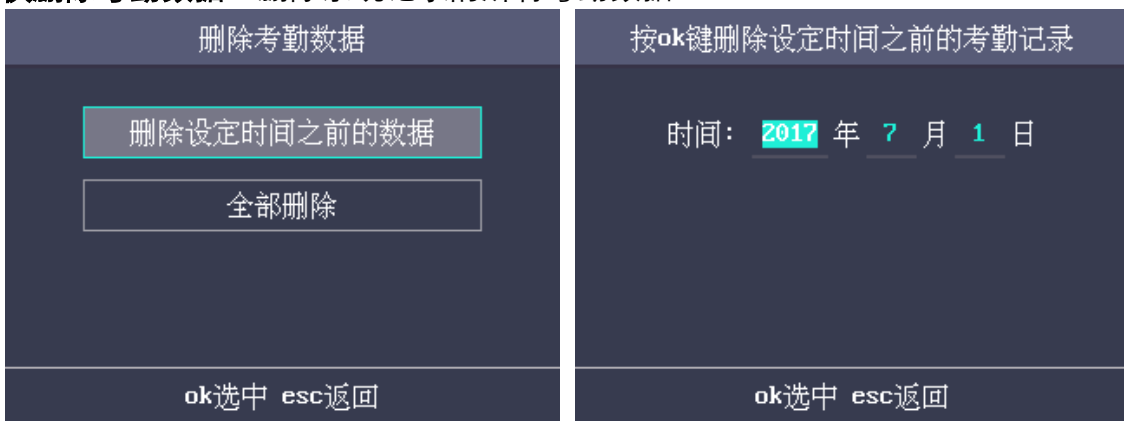 删除考勤数据
删除设定时间之前的数据
全部删除
ok选中 esc返回
按ok键删除设定时间之前的考勤记录
时间: 2017 年 7 月 1 日
ok选中 esc返回